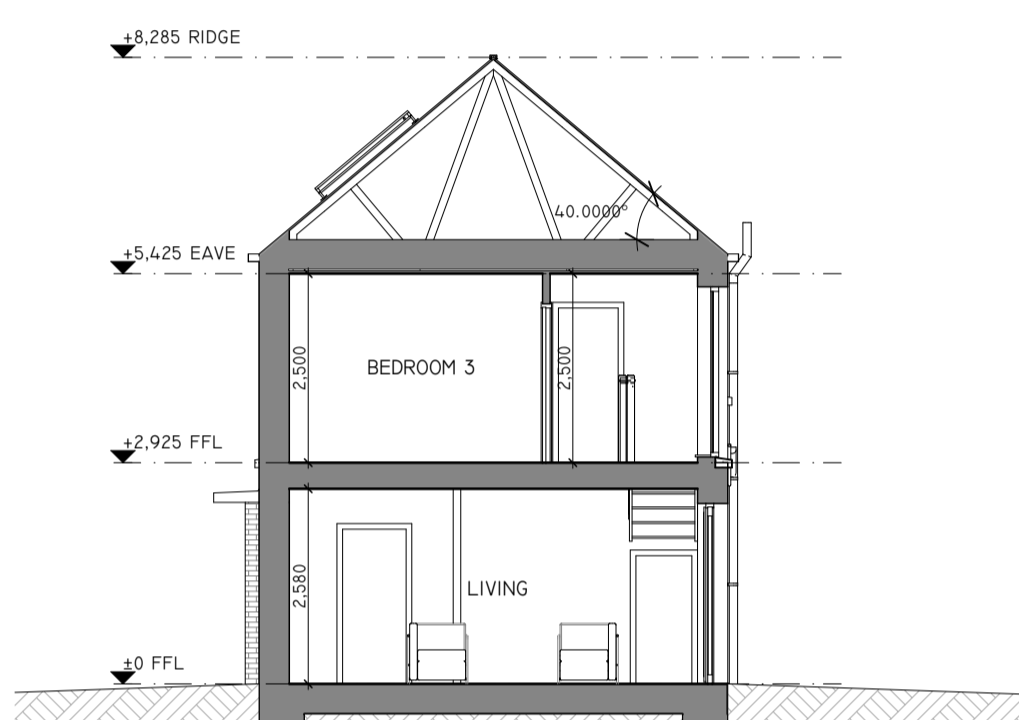 +8,285 RIDGE
40.0000°
+5,425 EAVE
2,500
BEDROOM 3
2,500
+2,925 FFL
2,580
LIVING
±0 FFL